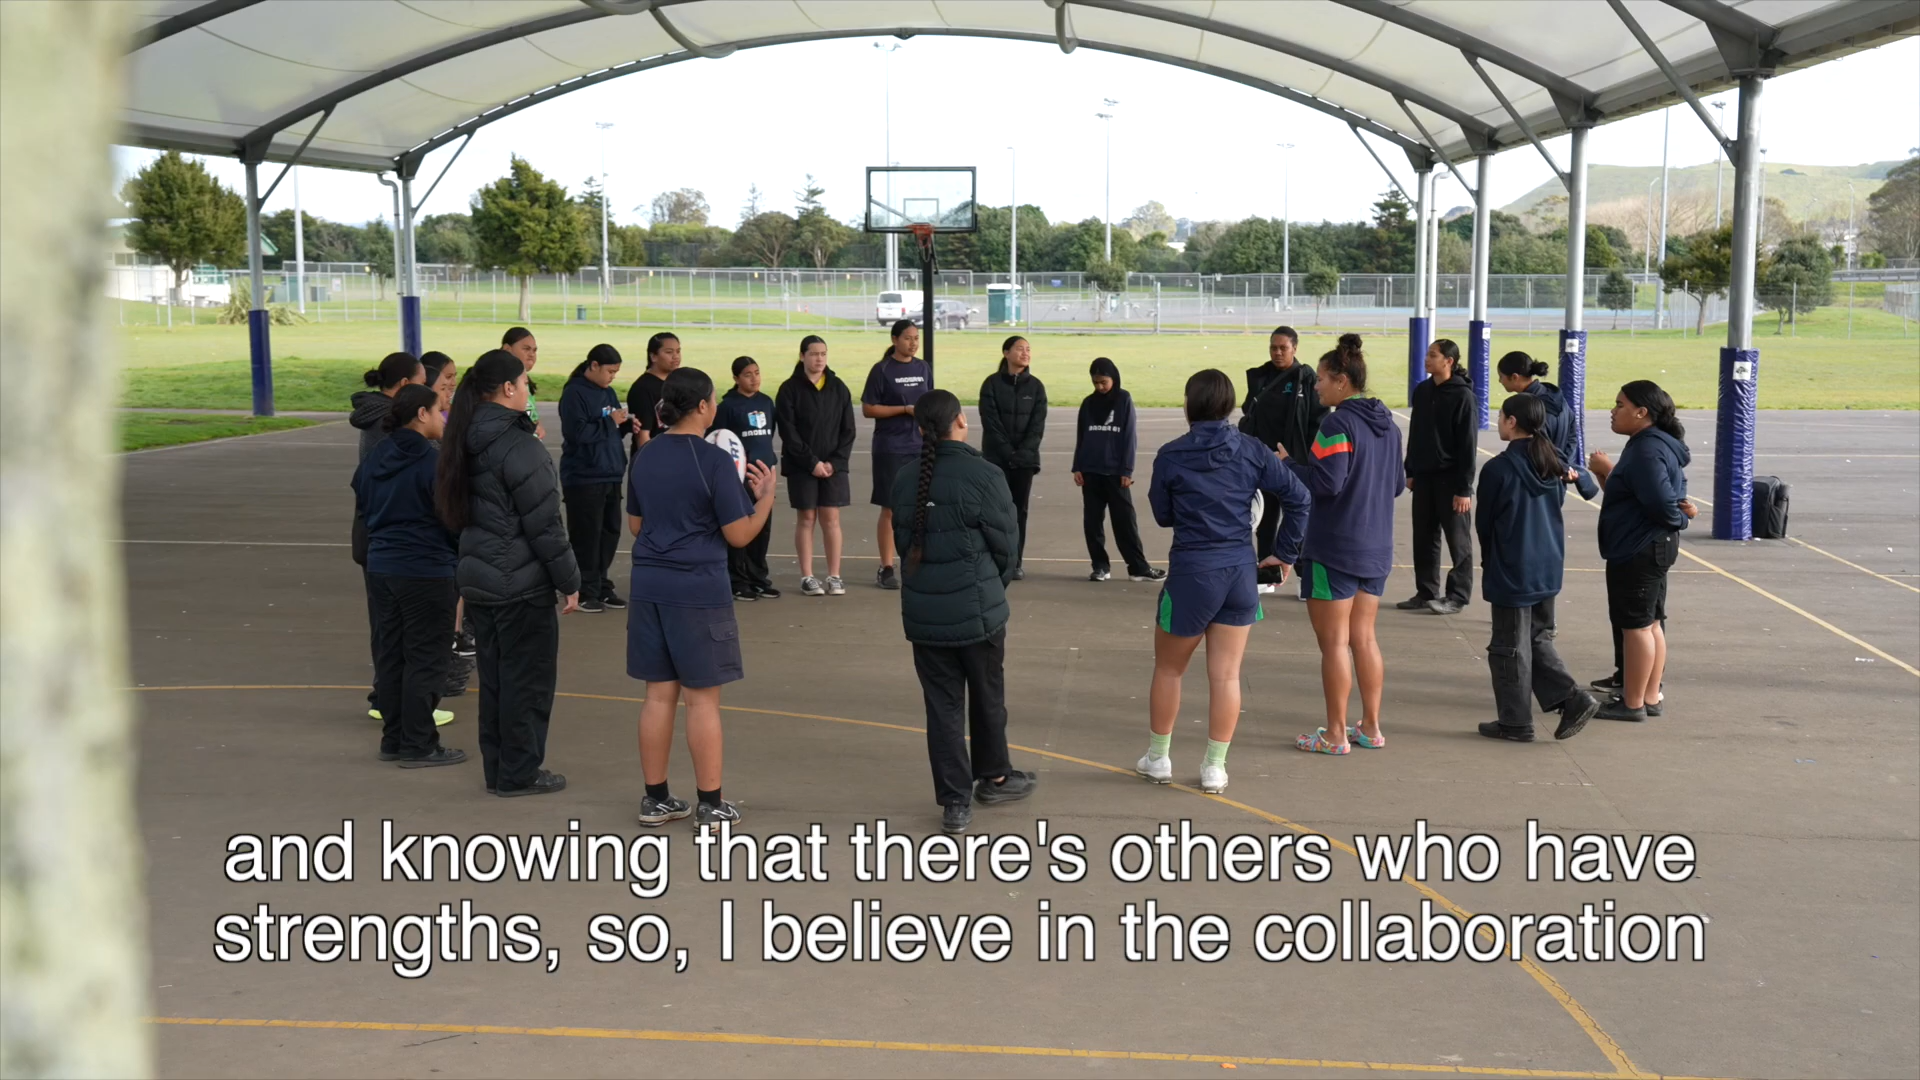 and knowing that there's others who have
strengths, so, I believe in the collaboration